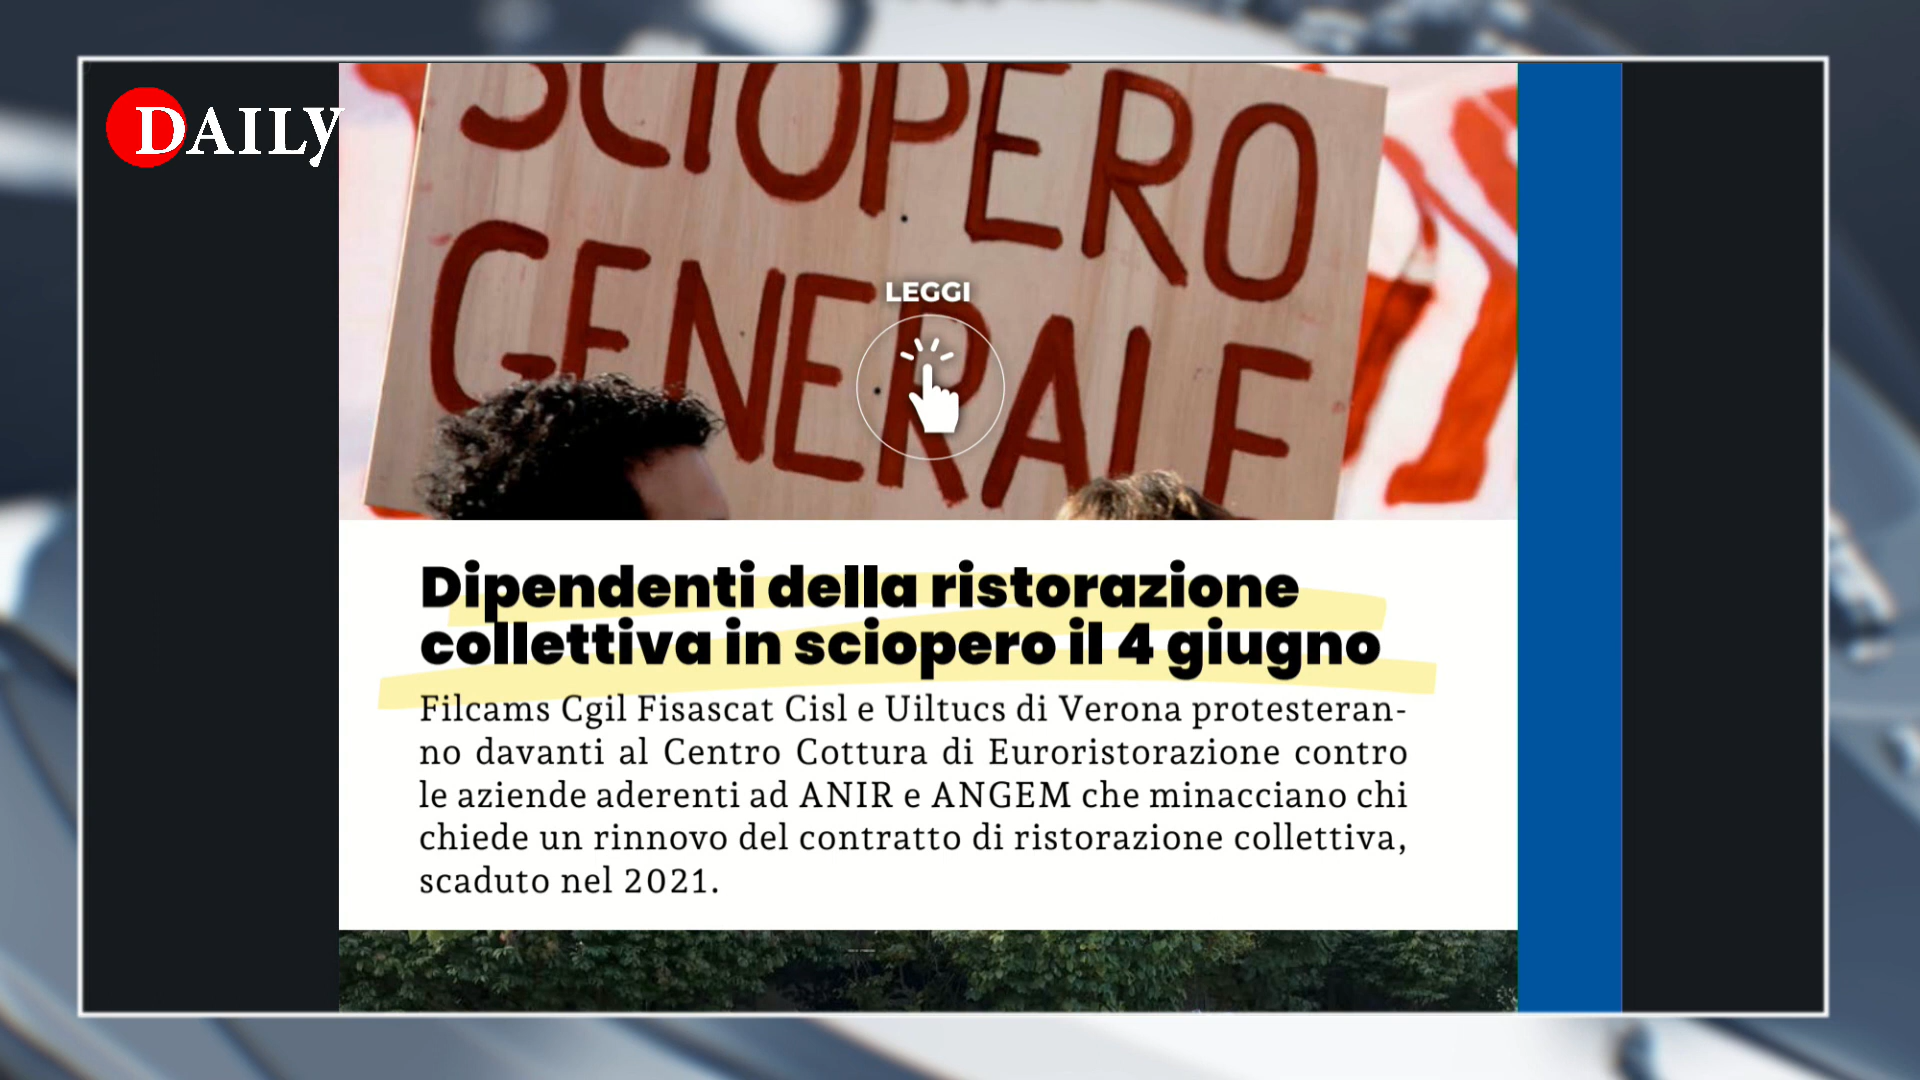 DAILY
SCIOPERO
GENERALE
LEGGI
Dipendenti della ristorazione
collettiva in sciopero il 4 giugno
Filcams Cgil Fisascat Cisl e Uiltucs di Verona protesteran-
no davanti al Centro Cottura di Euroristorazione contro
le aziende aderenti ad ANIR e ANGEM che minacciano chi
chiede un rinnovo del contratto di ristorazione collettiva,
scaduto nel 2021.